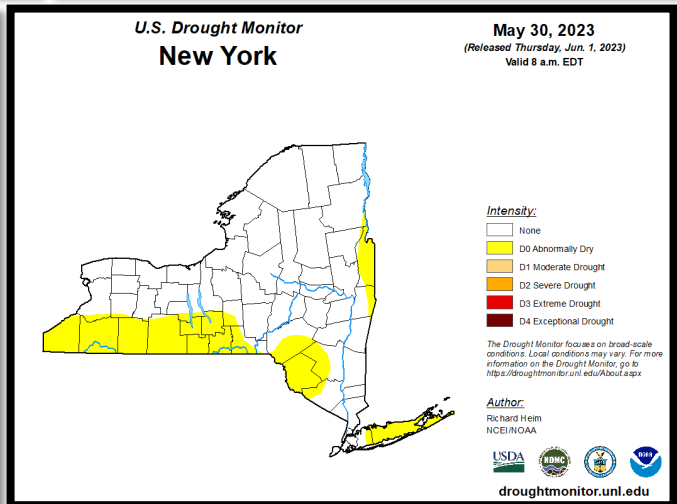 U.S. Drought Monitor
New York
May 30, 2023
(Released Thursday, Jun. 1, 2023)
Valid 8 a.m. EDT
Intensity:
None
D0 Abnormally Dry
D1 Moderate Drought
D2 Severe Drought
D3 Extreme Drought
D4 Exceptional Drought
The Drought Monitor focuses on broad-scale
conditions. Local conditions may vary. For more
information on the Drought Monitor, go to
https://droughtmonitor.unl.edu/About.aspx
Author:
Richard Heim
NCEI/NOAA
USDA
NDMC
NOAA
droughtmonitor.unl.edu